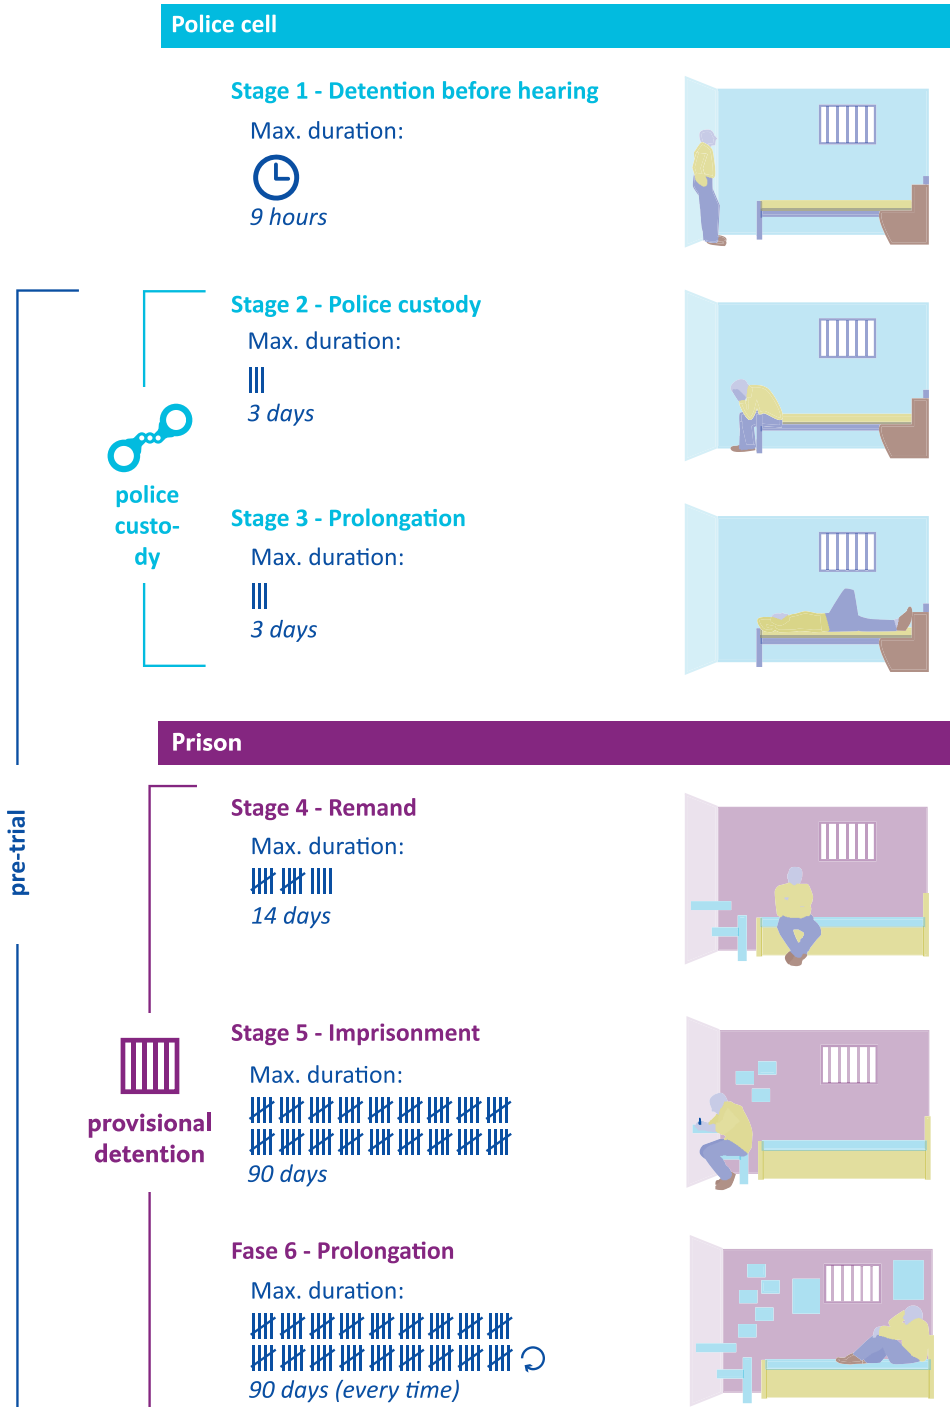 Police cell
Stage 1 - Detention before hearing
Max. duration:
9 hours
Stage 2 - Police custody
Max. duration:
3 days
police
custo-
dy
Stage 3 - Prolongation
Max. duration:
3 days
Prison
pre-trial
Stage 4 - Remand
Max. duration:
14 days
Stage 5 - Imprisonment
Max. duration:
90 days
provisional
detention
Fase 6 - Prolongation
Max. duration:
90 days (every time)